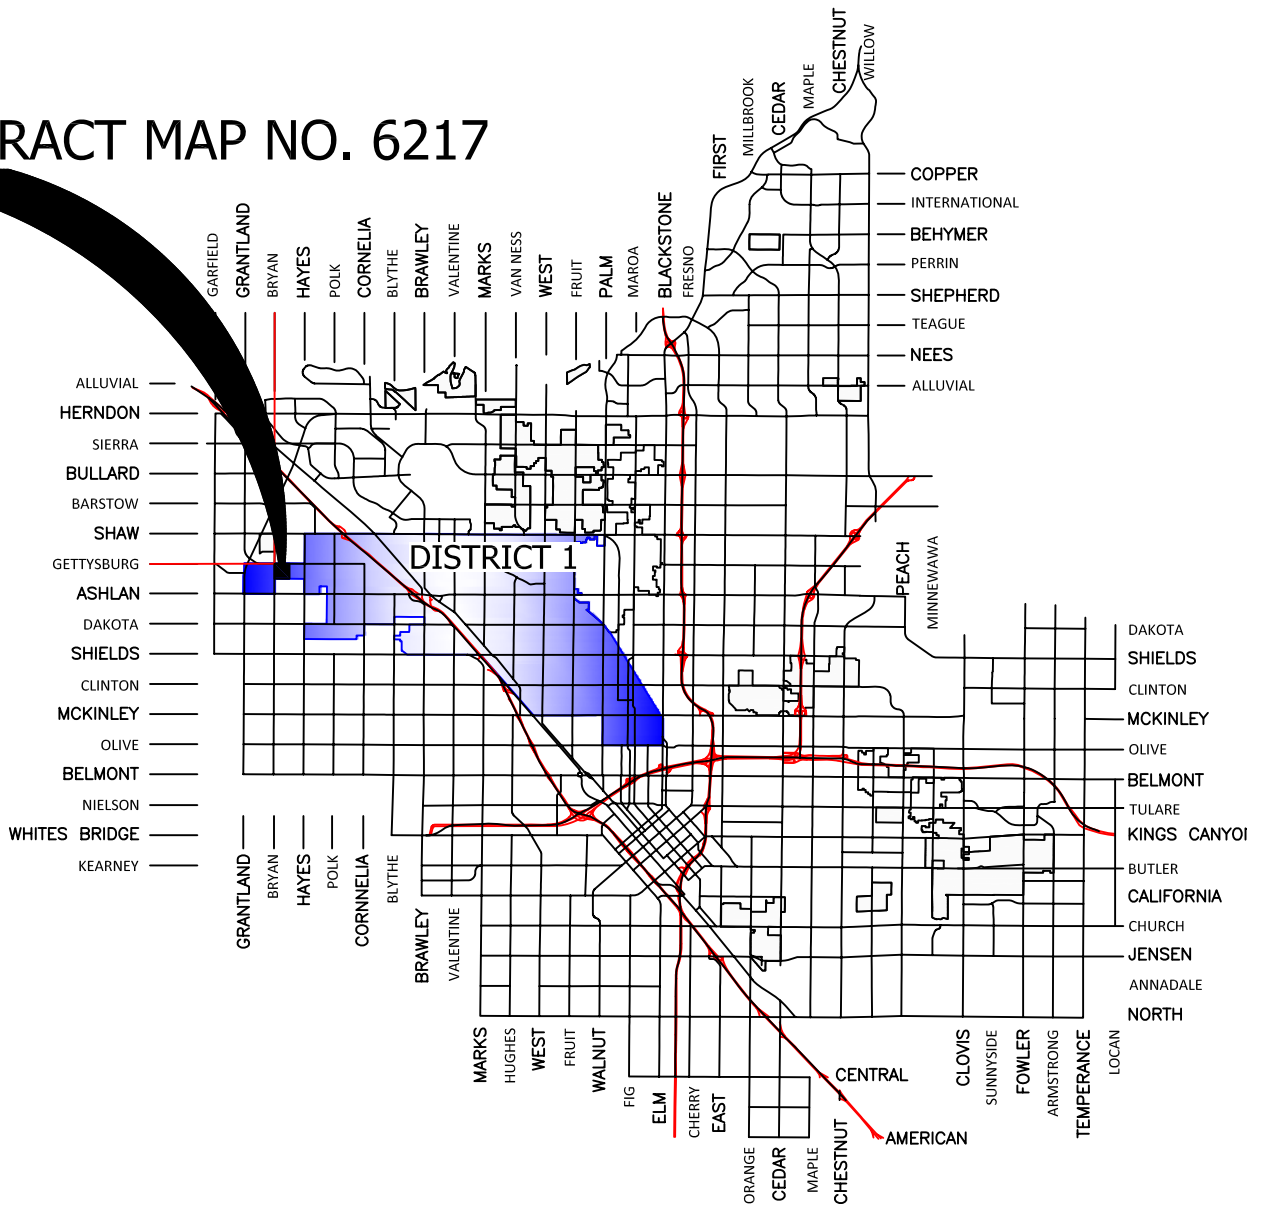 RACT MAP NO. 6217
CHESTNUT
WILLOW
MAPLE
CEDAR
MILLBROOK
FIRST
COPPER
INTERNATIONAL
BEHYMER
PERRIN
SHEPHERD
TEAGUE
NEES
ALLUVIAL
GARFIELD
GRANTLAND
BRYAN
HAYES
POLK
CORNELIA
BLYTHE
BRAWLEY
VALENTINE
MARKS
VAN NESS
WEST
FRUIT
PALM
MAROA
BLACKSTONE
FRESNO
ALLUVIAL
HERNDON
SIERRA
BULLARD
BARSTOW
SHAW
GETTYSBURG
ASHLAN
DAKOTA
SHIELDS
CLINTON
MCKINLEY
OLIVE
BELMONT
NIELSON
WHITES BRIDGE
KEARNEY
DISTRICT 1
PEACH
MINNEWAWA
DAKOTA
SHIELDS
CLINTON
MCKINLEY
OLIVE
BELMONT
TULARE
KINGS CANYO
BUTLER
CALIFORNIA
CHURCH
JENSEN
ANNADALE
NORTH
GRANTLAND
BRYAN
HAYES
POLK
CORNNELIA
BLYTHE
BRAWLEY
VALENTINE
MARKS
HUGHES
WEST
FRUIT
WALNUT
FIG
ELM
CHERRY
EAST
ORANGE
CEDAR
MAPLE
CHESTNUT
CENTRAL
AMERICAN
CLOVIS
SUNNYSIDE
FOWLER
ARMSTRONG
TEMPERANCE
LOCAN